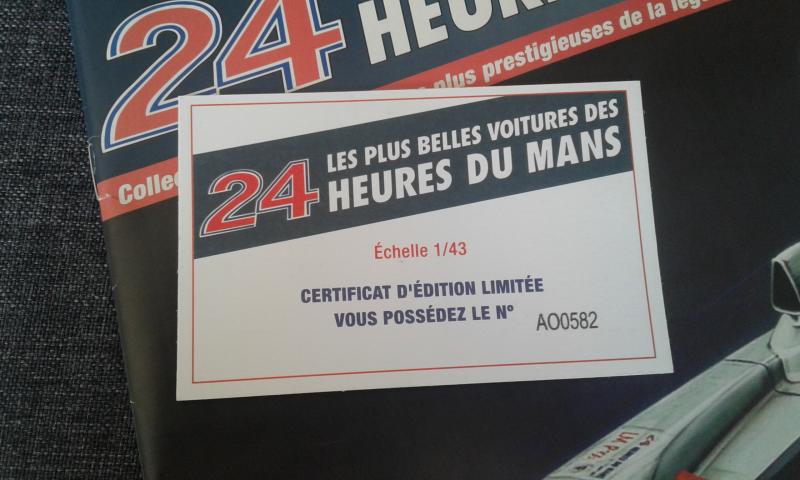 24 HEURE
plus prestigieuses de la lége
Collec
LES PLUS BELLES VOITURES DES
24 HEURES DU MANS
Échelle 1/43
CERTIFICAT D'ÉDITION LIMITÉE
VOUS POSSÉDEZ LE Nº AO0582